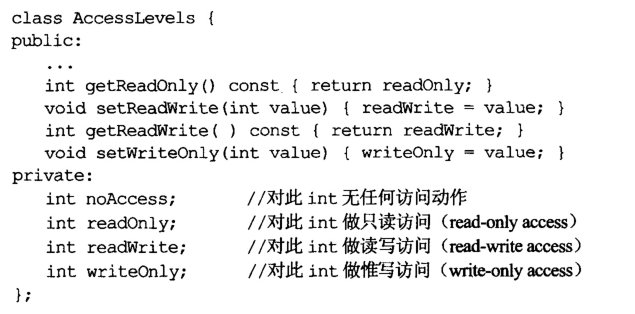 class AccessLevels {
public:
...
int getReadOnly() const { return readOnly; }
void setReadWrite(int value) { readWrite = value; }
int getReadWrite( ) const { return readWrite; }
void setWriteOnly(int value) { writeOnly = value; }
private:
int noAccess; //对此 int 无任何访问动作
int readOnly; //对此 int 做只读访问（read-only access）
int readWrite; //对此 int 做读写访问（read-write access）
int writeOnly; //对此 int 做惟写访问（write-only access）
};